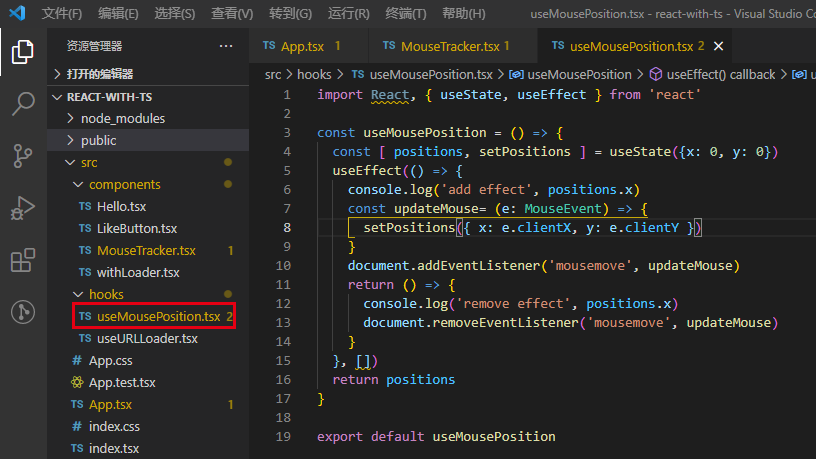 文件(F) 编辑(E) 选择(S) 查看(V) 转到(G) 运行(R) 终端(T) 帮助(H) useMousePosition.tsx - react-with-ts - Visual Studio Co
资源管理器 ···
TS App.tsx 1
TS MouseTracker.tsx 1
TS useMousePosition.tsx 2 ×
打开的编辑器
REACT-WITH-TS
node_modules
public
src
components
TS Hello.tsx
TS LikeButton.tsx
TS MouseTracker.tsx 1
TS withLoader.tsx
hooks
TS useMousePosition.tsx 2
TS useURLLoader.tsx
# App.css
App.test.tsx
TS App.tsx 1
# index.css
TS index.tsx
src > hooks > TS useMousePosition.tsx > useMousePosition > useEffect() callback > u
1 import React, { useState, useEffect } from 'react'
2
3 const useMousePosition = () => {
4 const [ positions, setPositions ] = useState({x: 0, y: 0})
5 useEffect(() => {
6 console.log('add effect', positions.x)
7 const updateMouse= (e: MouseEvent) => {
8 setPositions({ x: e.clientX, y: e.clientY })
9 }
10 document.addEventListener('mousemove', updateMouse)
11 return () => {
12 console.log('remove effect', positions.x)
13 document.removeEventListener('mousemove', updateMouse)
14 }
15 }, [])
16 return positions
17 }
18
19 export default useMousePosition